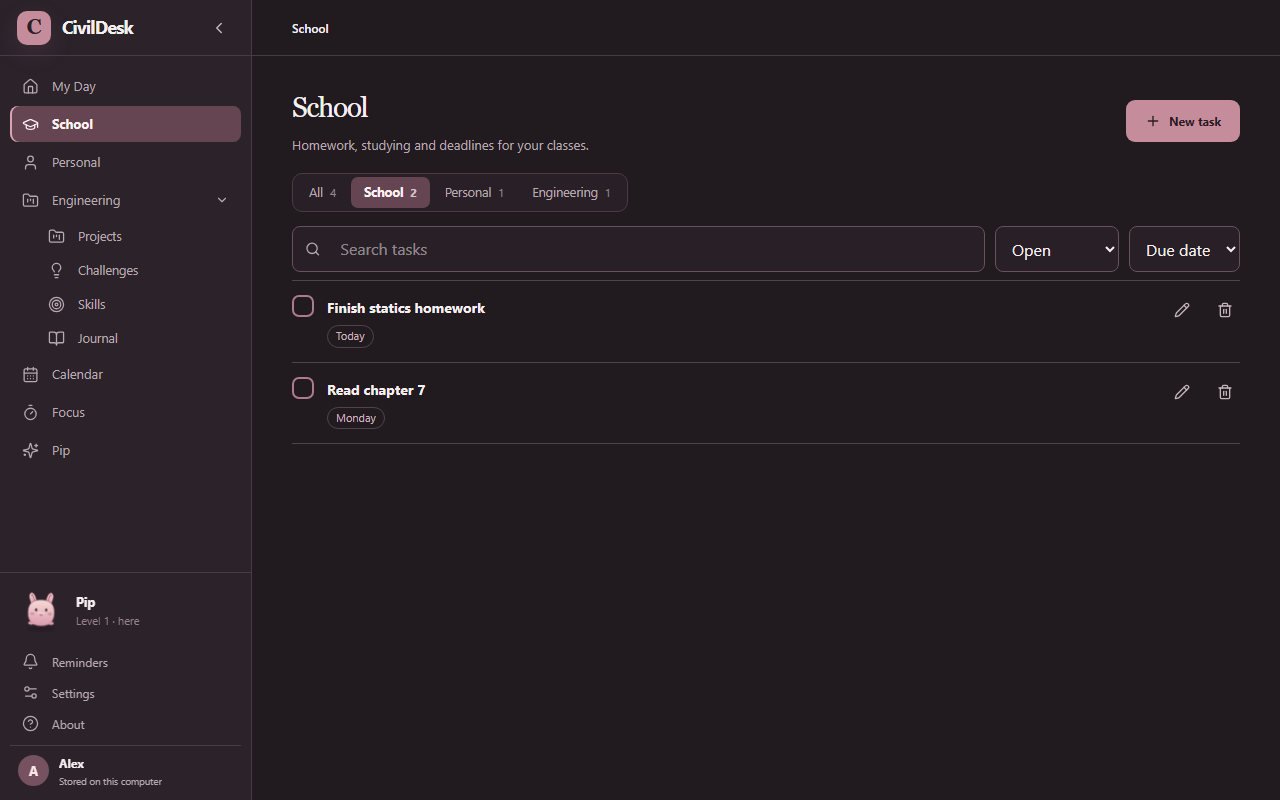 C CivilDesk
My Day
School
Personal
Engineering
Projects
Challenges
Skills
Journal
Calendar
Focus
Pip
Pip
Level 1 · here
Reminders
Settings
About
A Alex
Stored on this computer
School
School
Homework, studying and deadlines for your classes.
New task
All 4 School 2 Personal 1 Engineering 1
Search tasks Open Due date
Finish statics homework
Today
Read chapter 7
Monday